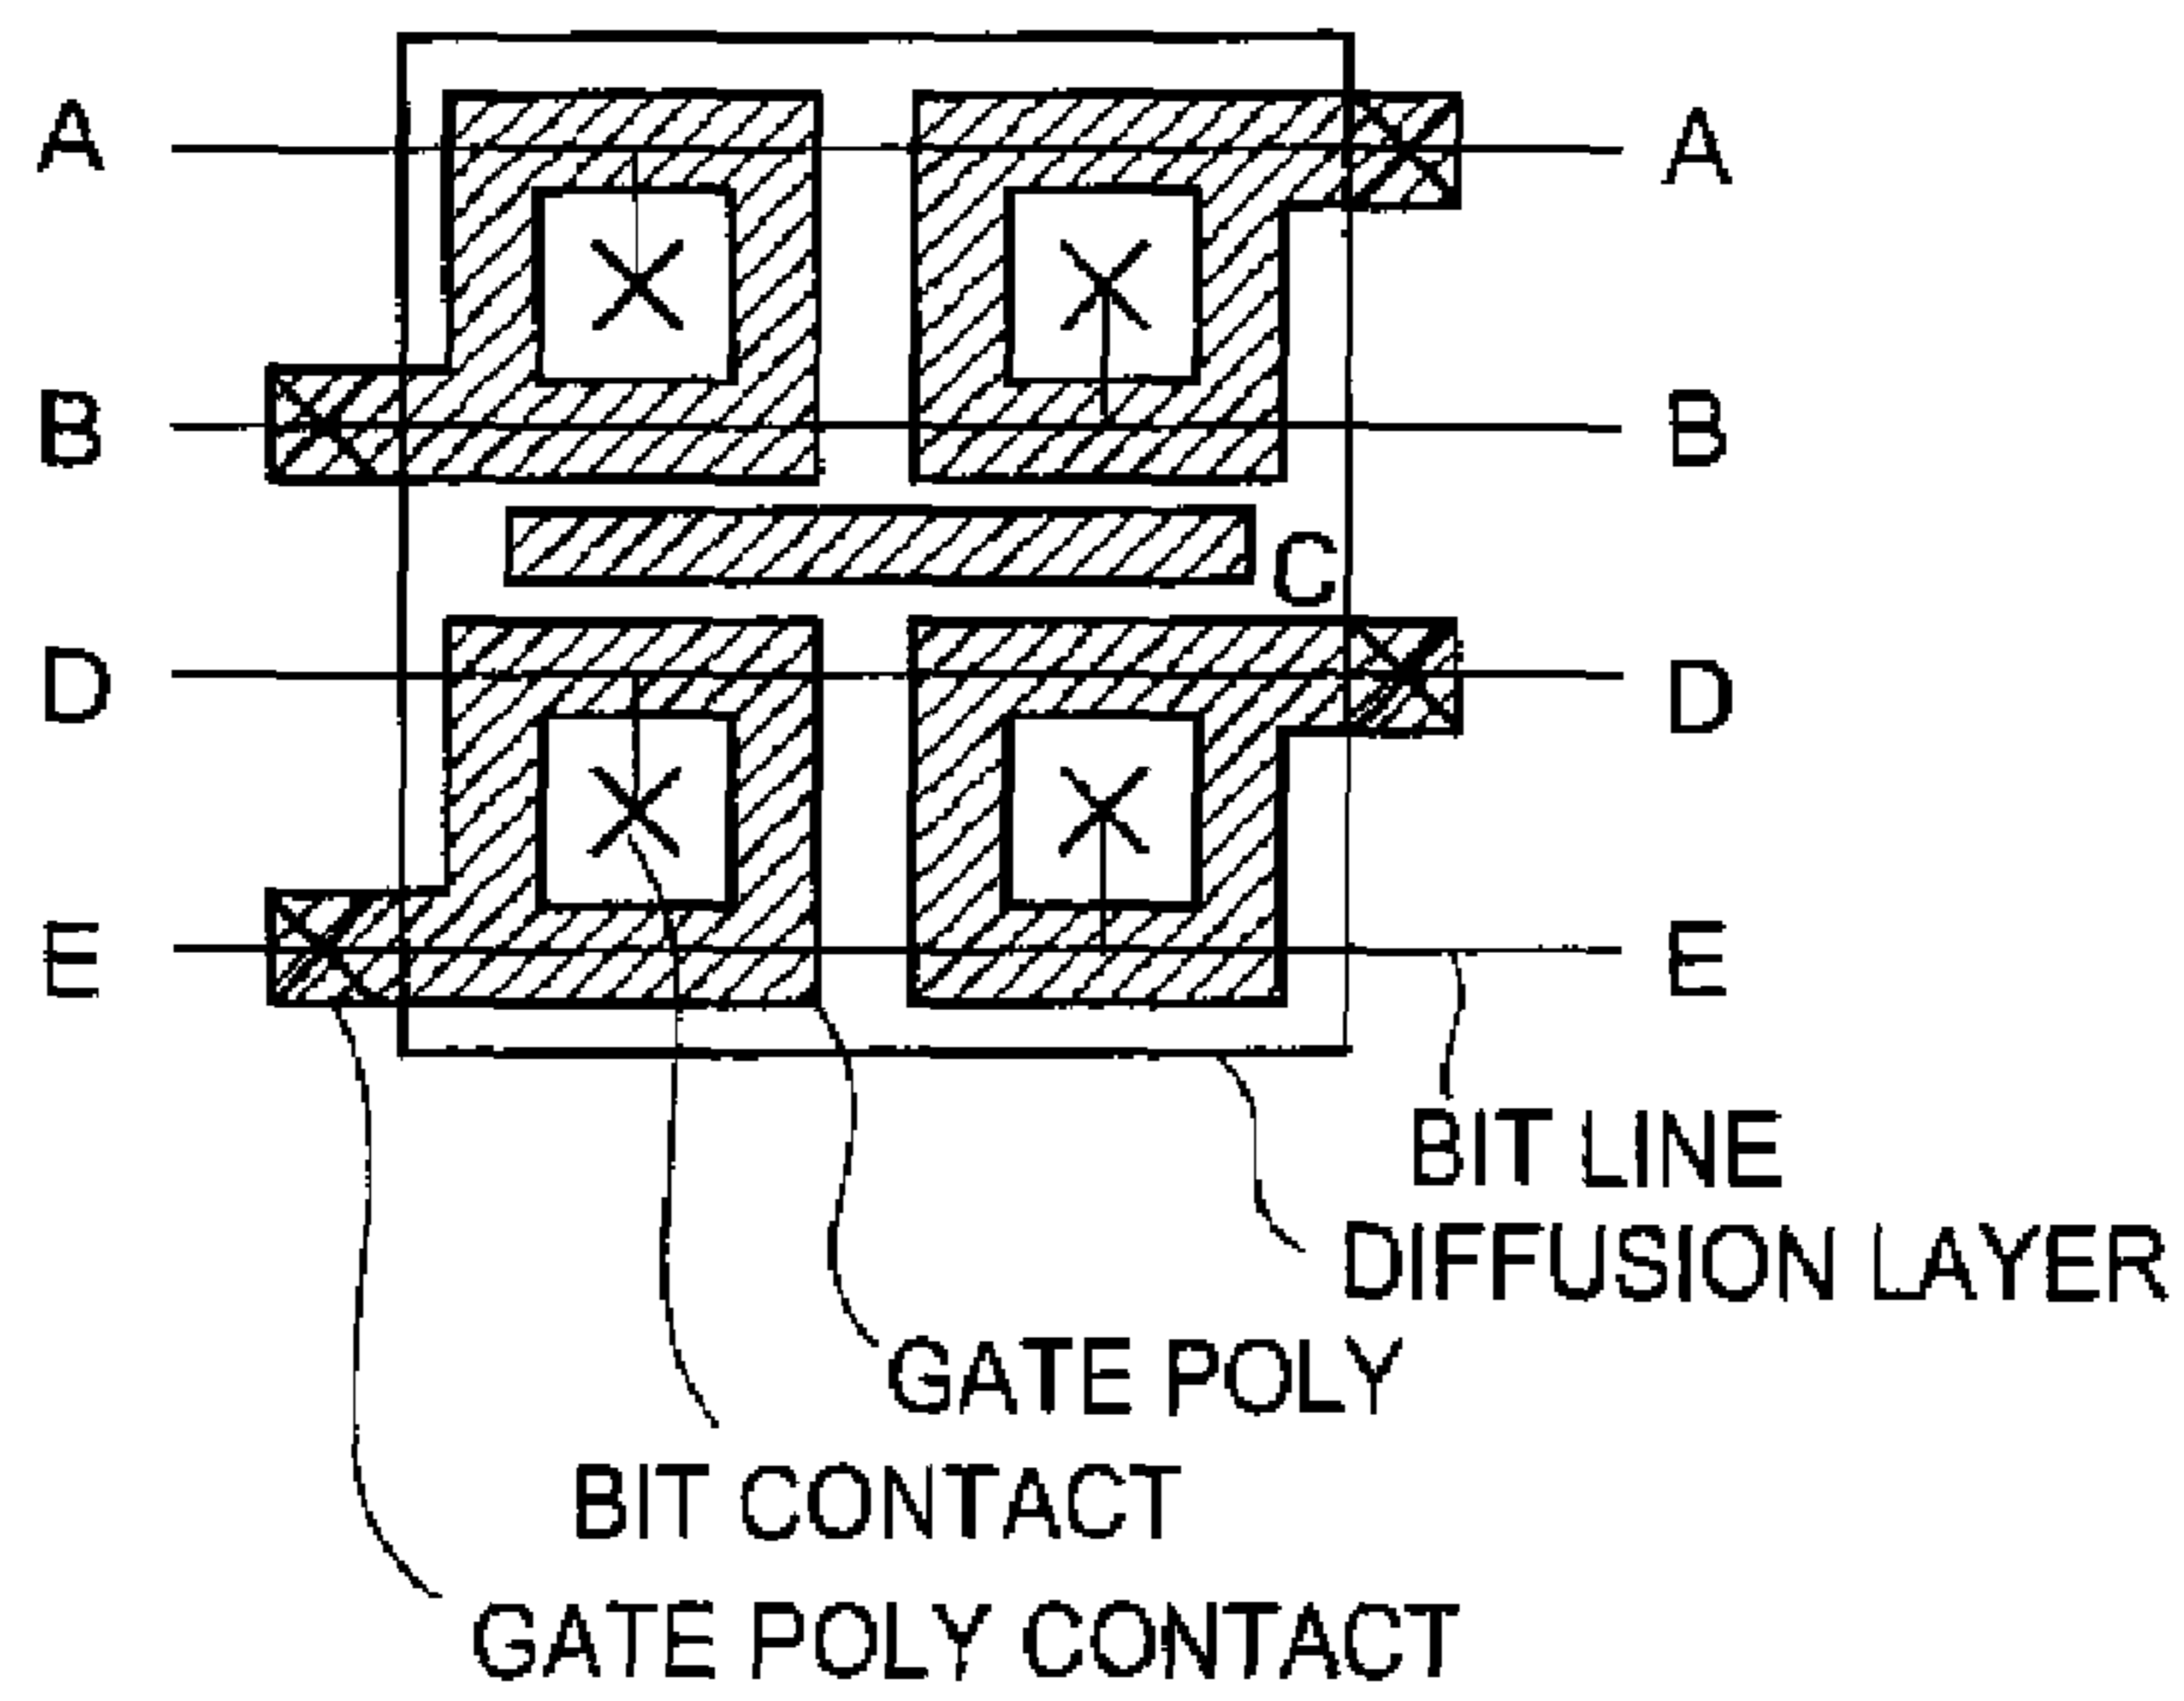 A A
B B
C
D D
E E
BIT LINE
DIFFUSION LAYER
GATE POLY
BIT CONTACT
GATE POLY CONTACT